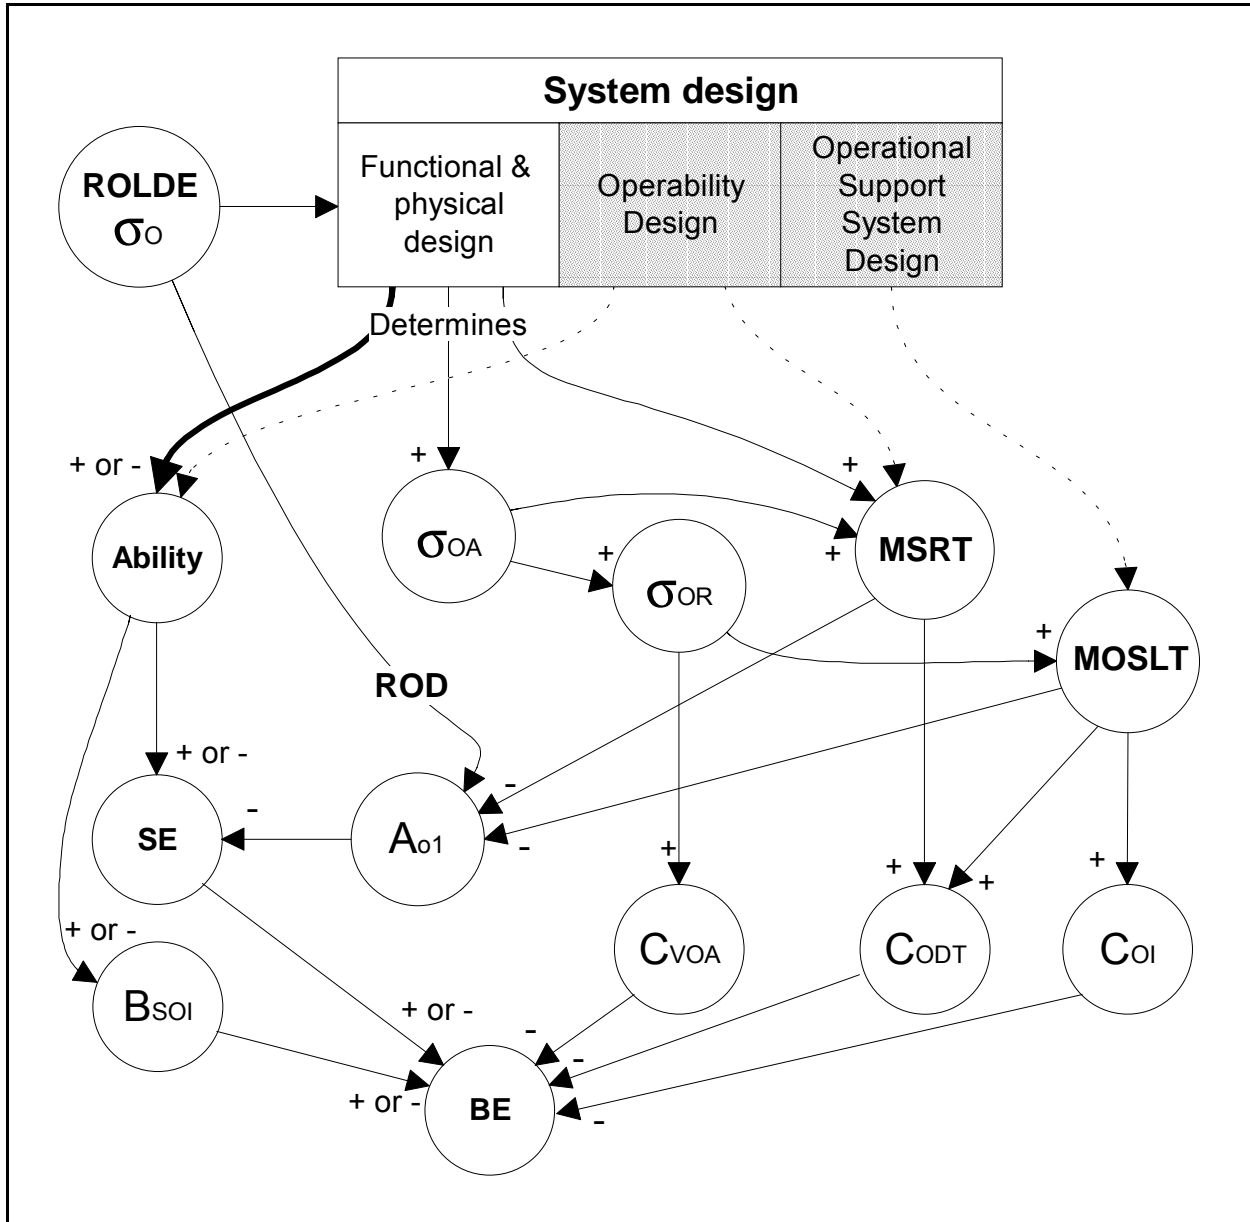 System design
ROLDE
σO
Functional &
physical
design
Operability
Design
Operational
Support
System
Design
Determines
+ or -
+
+
+
+
Ability
σOA
σOR
MSRT
+
MOSLT
ROD
+ or -
-
-
-
SE
Ao1
+
+
+
+
+ or -
BSOI
CVOA
CODT
COI
+ or -
-
-
-
+ or -
BE